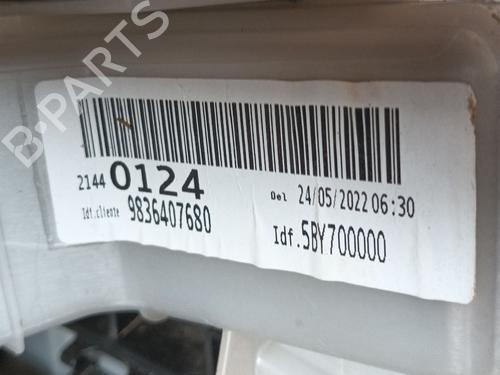 B-PARTS
2144 0124
Del 24/05/2022 06:30
Idf.cliente 9836407680
Idf.5BY700000